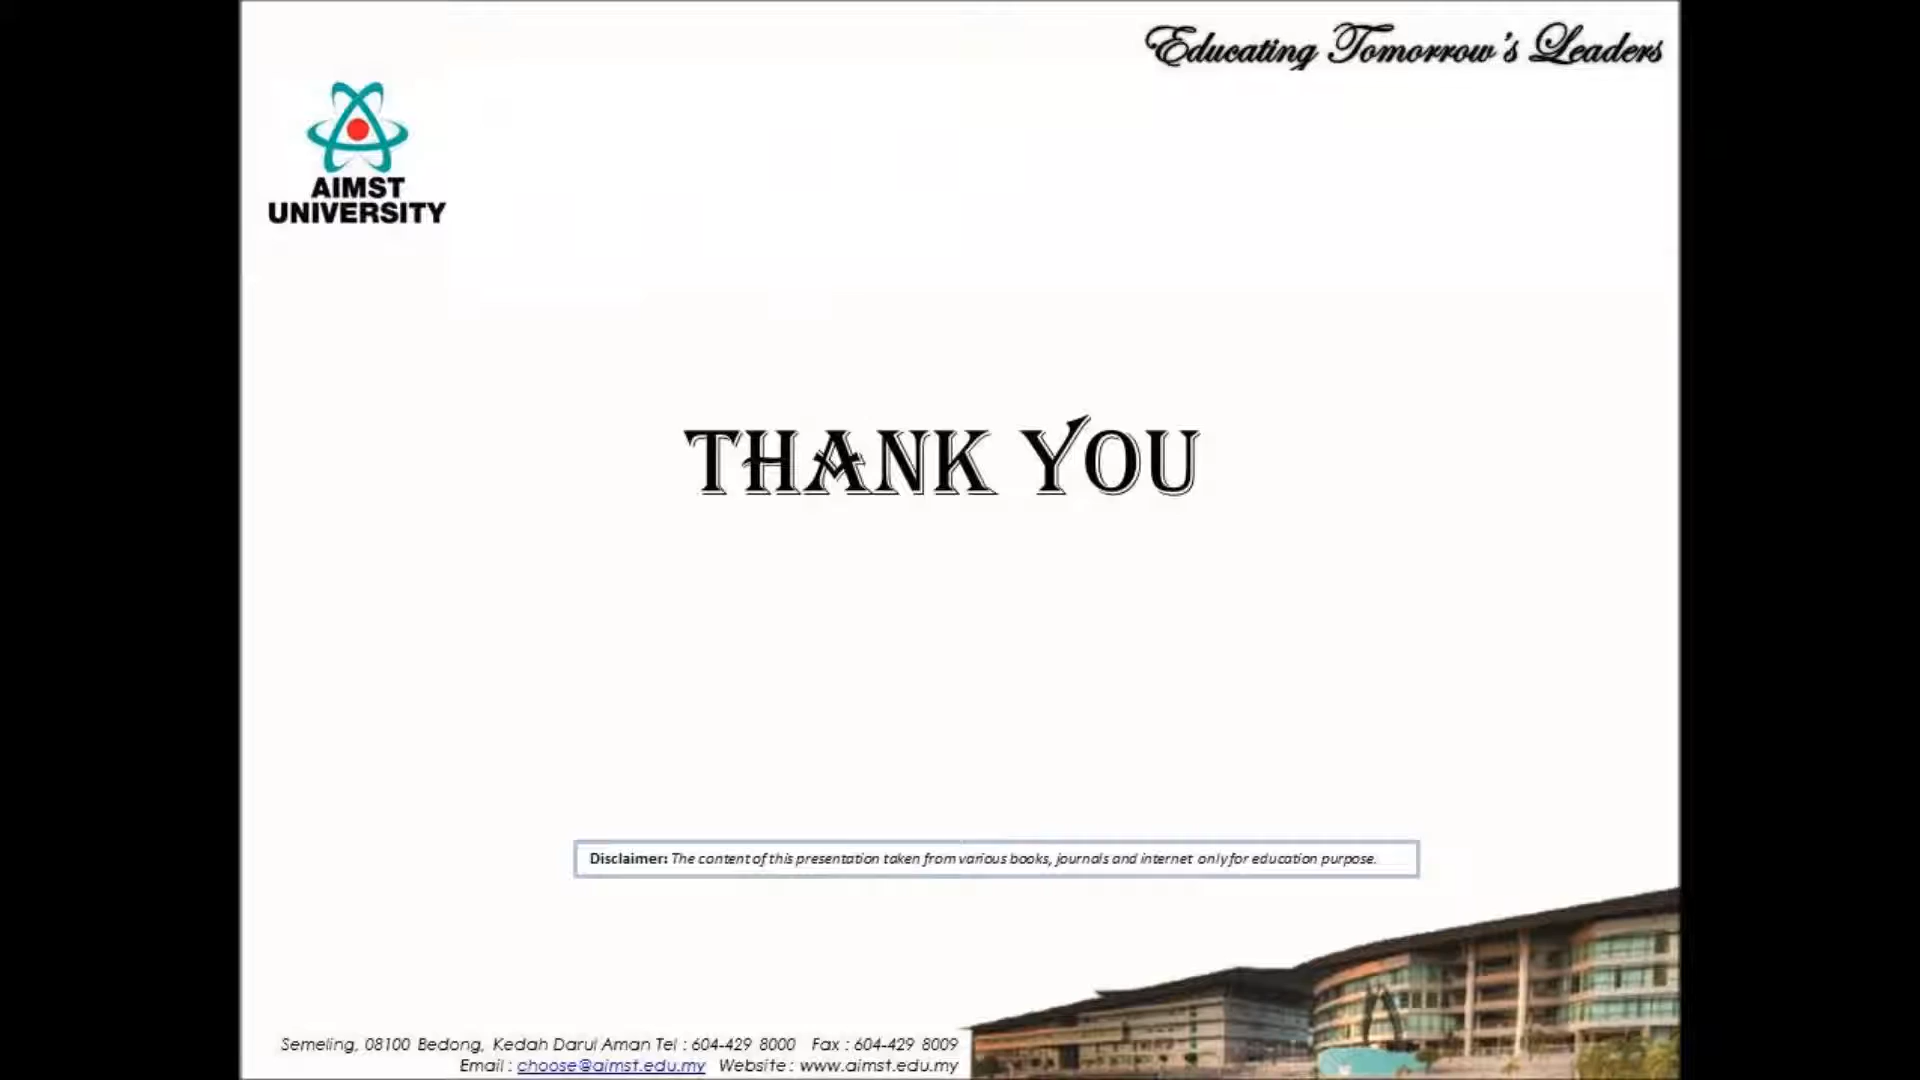 Educating Tomorrow's Leaders
AIMST
UNIVERSITY
THANK YOU
Disclaimer: The content of this presentation taken from various books, journals and internet only for education purpose.
Semeling, 08100 Bedong, Kedah Darul Aman Tel : 604-429 8000 Fax : 604-429 8009
Email : choose@aimst.edu.my Website : www.aimst.edu.my